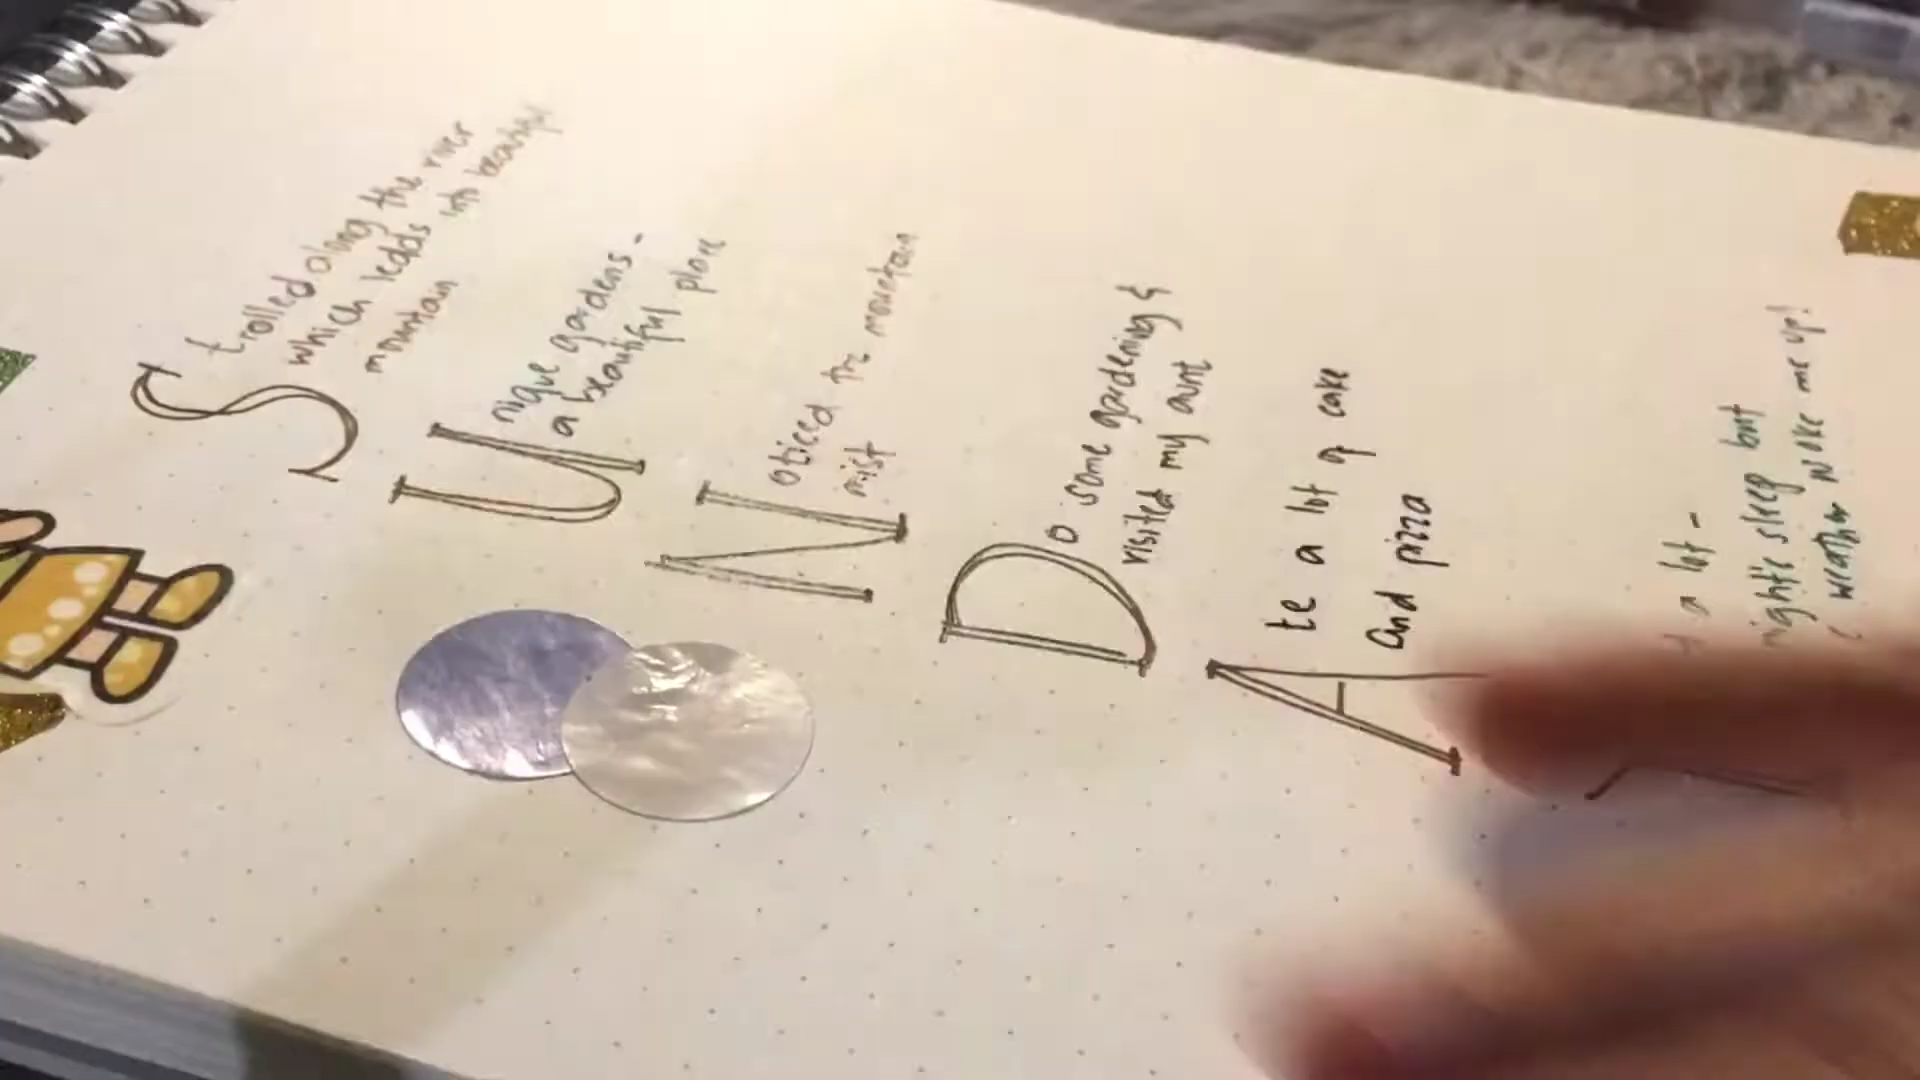 Strolled along the river
which leads into beautiful
mountain
Unique gardens -
a beautiful place
Noticed the mountain
mist
Do some gardening &
visited my aunt
Ate a lot of cake
and pizza
a lot -
night's sleep but
weather woke me up!